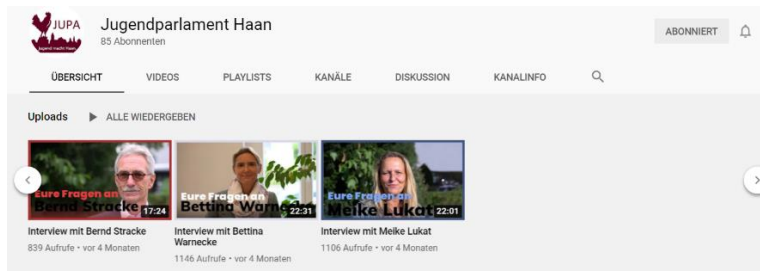 JUPA
Jugend macht Haan
Jugendparlament Haan
85 Abonnenten
ABONNIERT
ÜBERSICHT VIDEOS PLAYLISTS KANÄLE DISKUSSION KANALINFO
Uploads ALLE WIEDERGEBEN
Eure Fragen an
Bernd Stracke
17:24
Eure Fragen an
Bettina Warnecke
22:31
Eure Fragen an
Meike Lukat
22:01
Interview mit Bernd Stracke
839 Aufrufe • vor 4 Monaten
Interview mit Bettina
Warnecke
1146 Aufrufe • vor 4 Monaten
Interview mit Meike Lukat
1106 Aufrufe • vor 4 Monaten